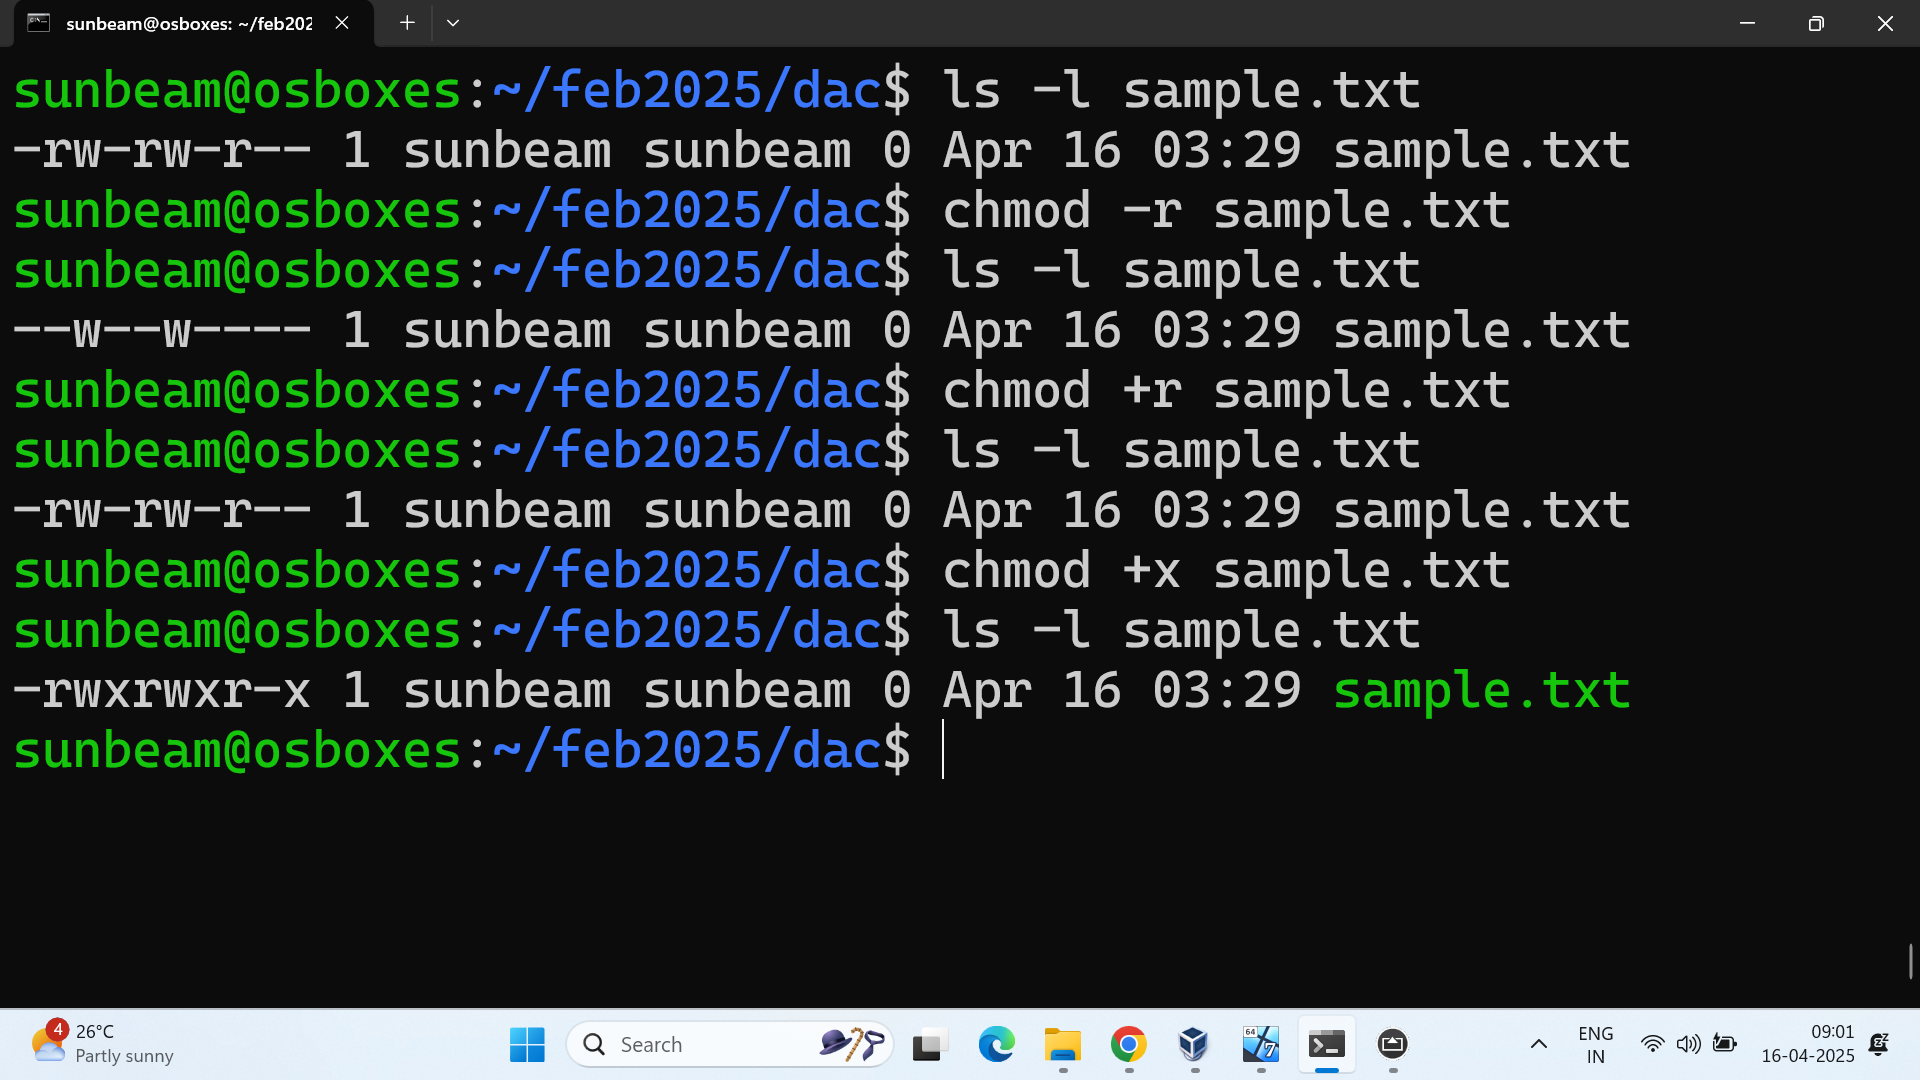 sunbeam@osboxes: ~/feb202
sunbeam@osboxes:~/feb2025/dac$ ls -l sample.txt
-rw-rw-r-- 1 sunbeam sunbeam 0 Apr 16 03:29 sample.txt
sunbeam@osboxes:~/feb2025/dac$ chmod -r sample.txt
sunbeam@osboxes:~/feb2025/dac$ ls -l sample.txt
--w--w---- 1 sunbeam sunbeam 0 Apr 16 03:29 sample.txt
sunbeam@osboxes:~/feb2025/dac$ chmod +r sample.txt
sunbeam@osboxes:~/feb2025/dac$ ls -l sample.txt
-rw-rw-r-- 1 sunbeam sunbeam 0 Apr 16 03:29 sample.txt
sunbeam@osboxes:~/feb2025/dac$ chmod +x sample.txt
sunbeam@osboxes:~/feb2025/dac$ ls -l sample.txt
-rwxrwxr-x 1 sunbeam sunbeam 0 Apr 16 03:29 sample.txt
sunbeam@osboxes:~/feb2025/dac$
4
26°C
Partly sunny
Search
64
7
ENG
IN
09:01
16-04-2025